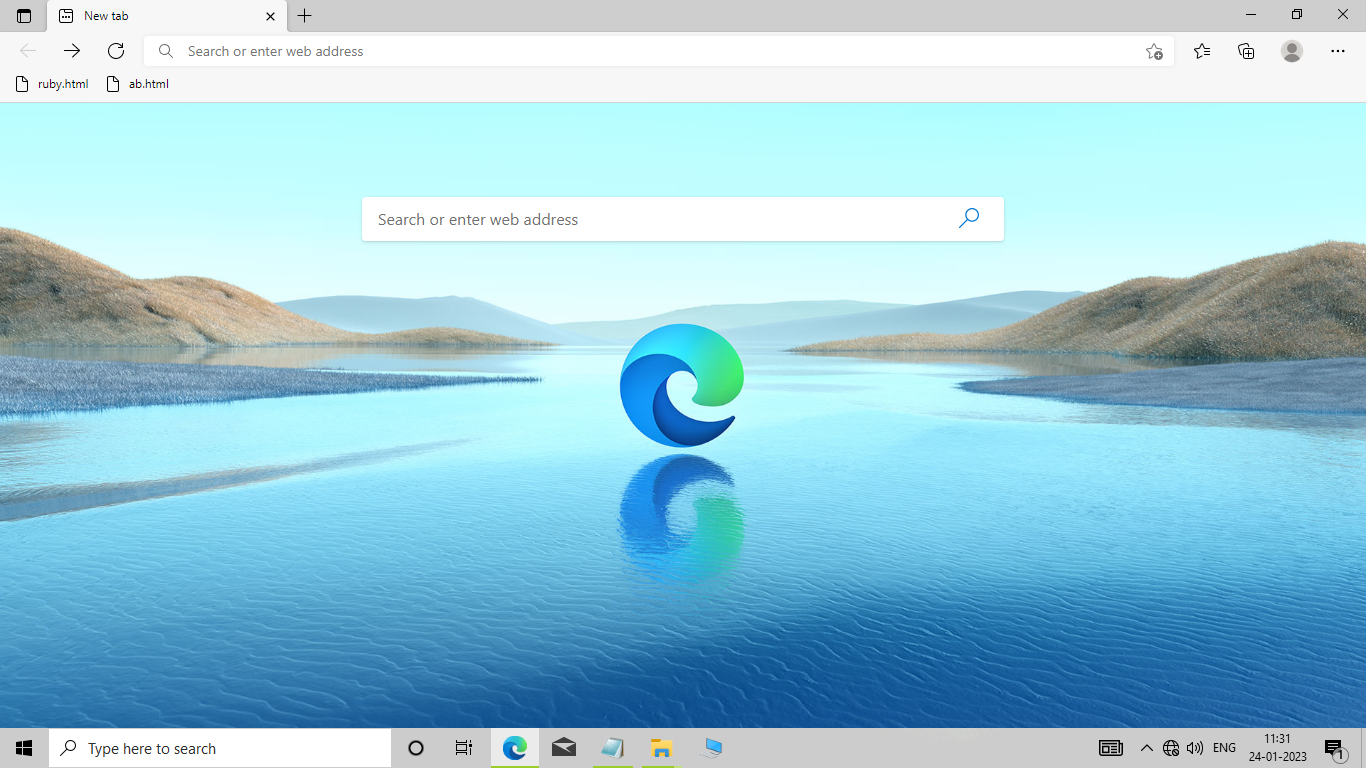 New tab
Search or enter web address
ruby.html
ab.html
Search or enter web address
Type here to search
ENG
11:31
24-01-2023
1